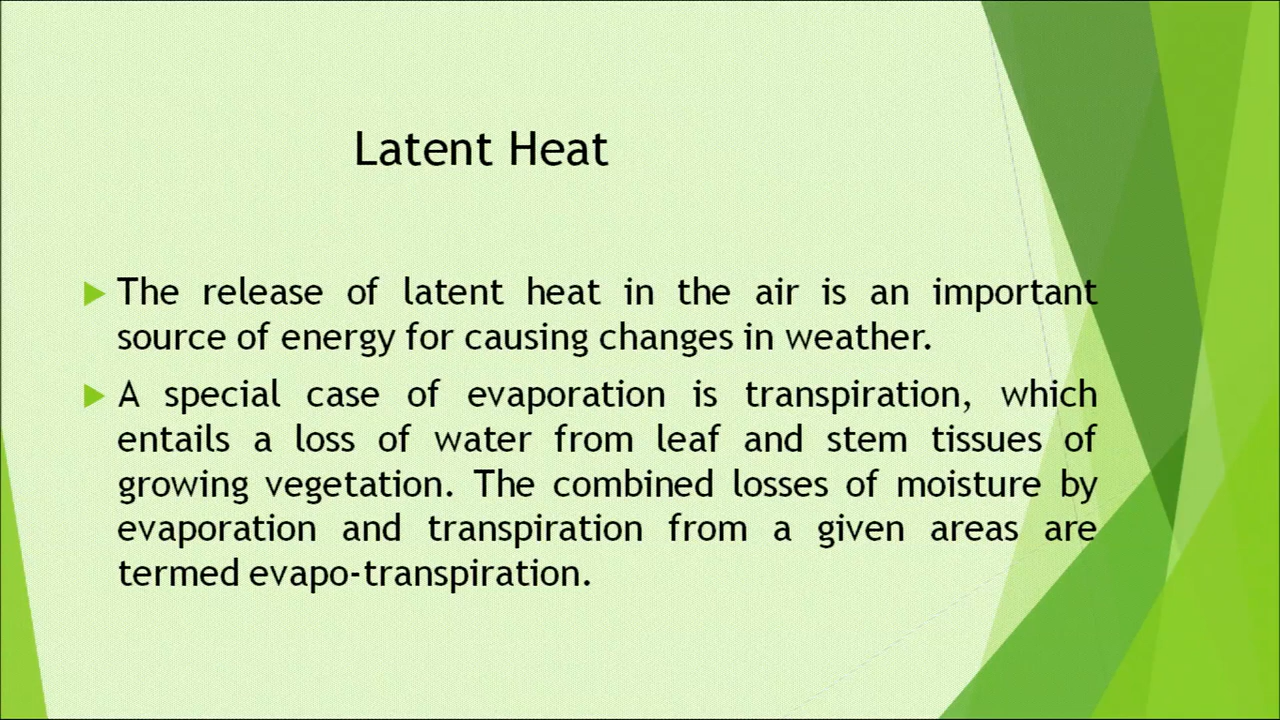 Latent Heat
The release of latent heat in the air is an important
source of energy for causing changes in weather.
A special case of evaporation is transpiration, which
entails a loss of water from leaf and stem tissues of
growing vegetation. The combined losses of moisture by
evaporation and transpiration from a given areas are
termed evapo-transpiration.